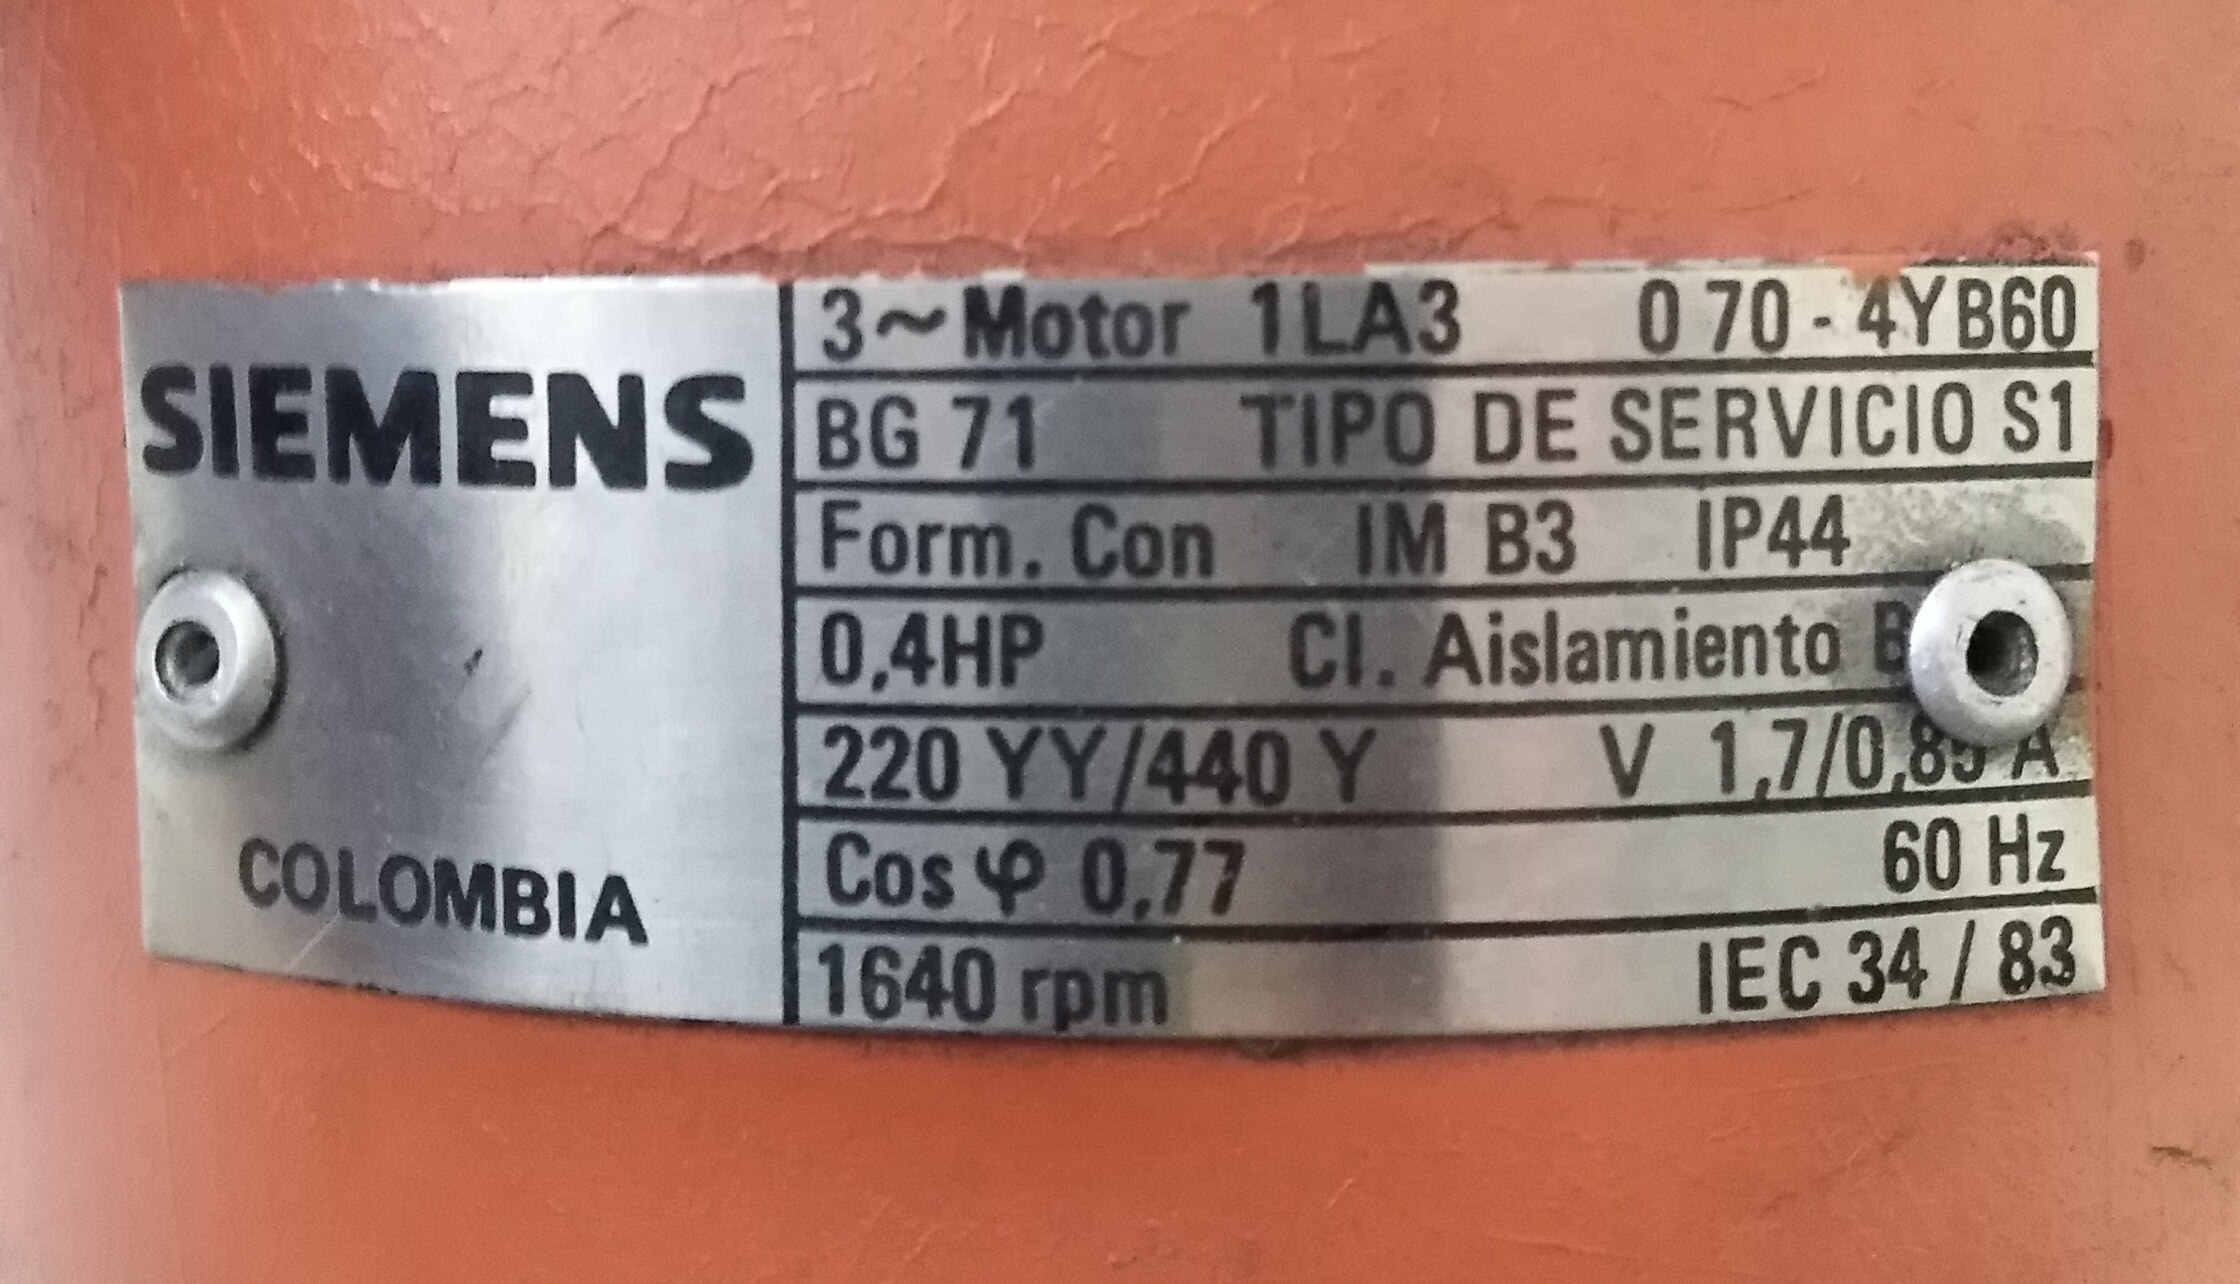 SIEMENS
COLOMBIA
3~Motor 1LA3 0 70 - 4YB60
BG 71 TIPO DE SERVICIO S1
Form. Con IM B3 IP44
0,4HP Cl. Aislamiento B
220 YY/440 Y V 1,7/0,85 A
Cos φ 0,77 60 Hz
1640 rpm IEC 34 / 83